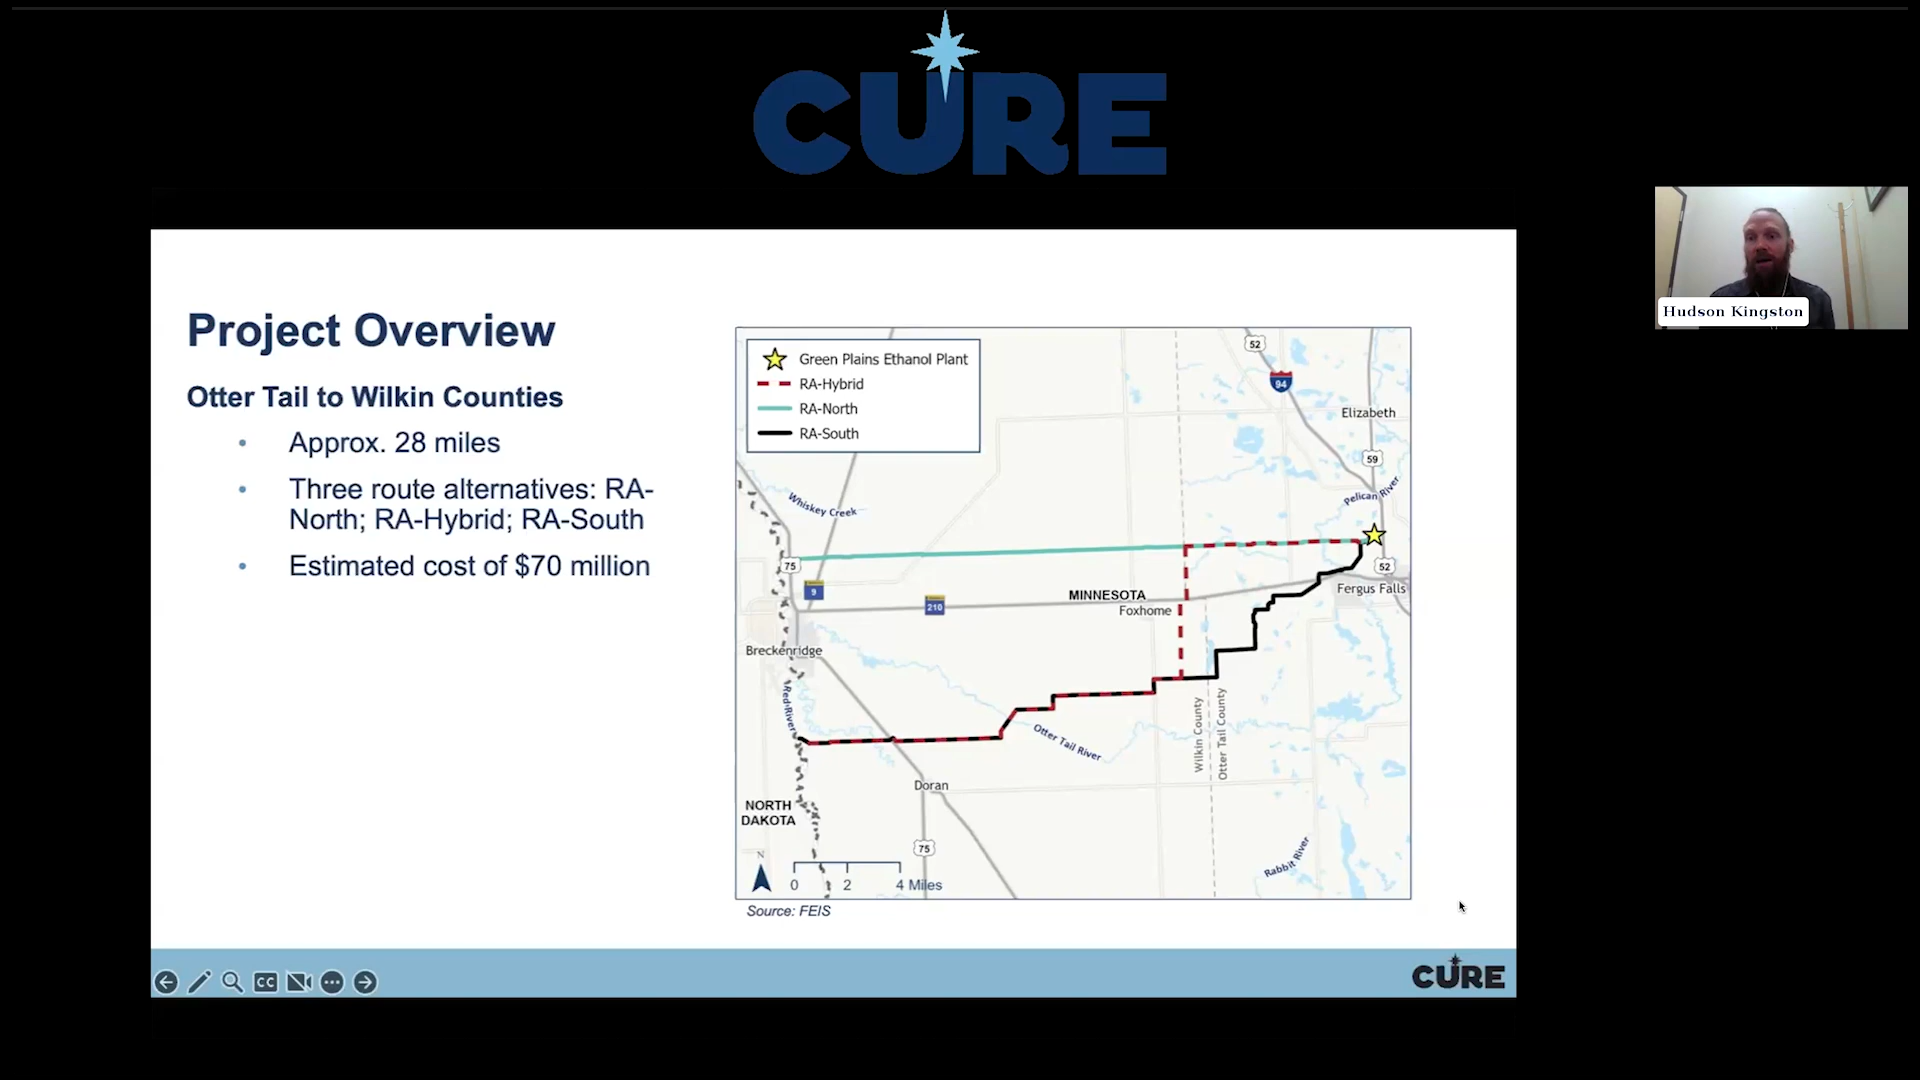 CURE
Hudson Kingston
Project Overview
Otter Tail to Wilkin Counties
• Approx. 28 miles
• Three route alternatives: RA-
North; RA-Hybrid; RA-South
• Estimated cost of $70 million
Green Plains Ethanol Plant
RA-Hybrid
RA-North
RA-South
52
94
Elizabeth
59
Pelican River
Whiskey Creek
75
9
210
MINNESOTA
Foxhome
52
Fergus Falls
Breckenridge
Red River
Otter Tail River
Wilkin County
Otter Tail County
Doran
NORTH
DAKOTA
75
Rabbit River
N
0 2 4 Miles
Source: FEIS
CC
CURE